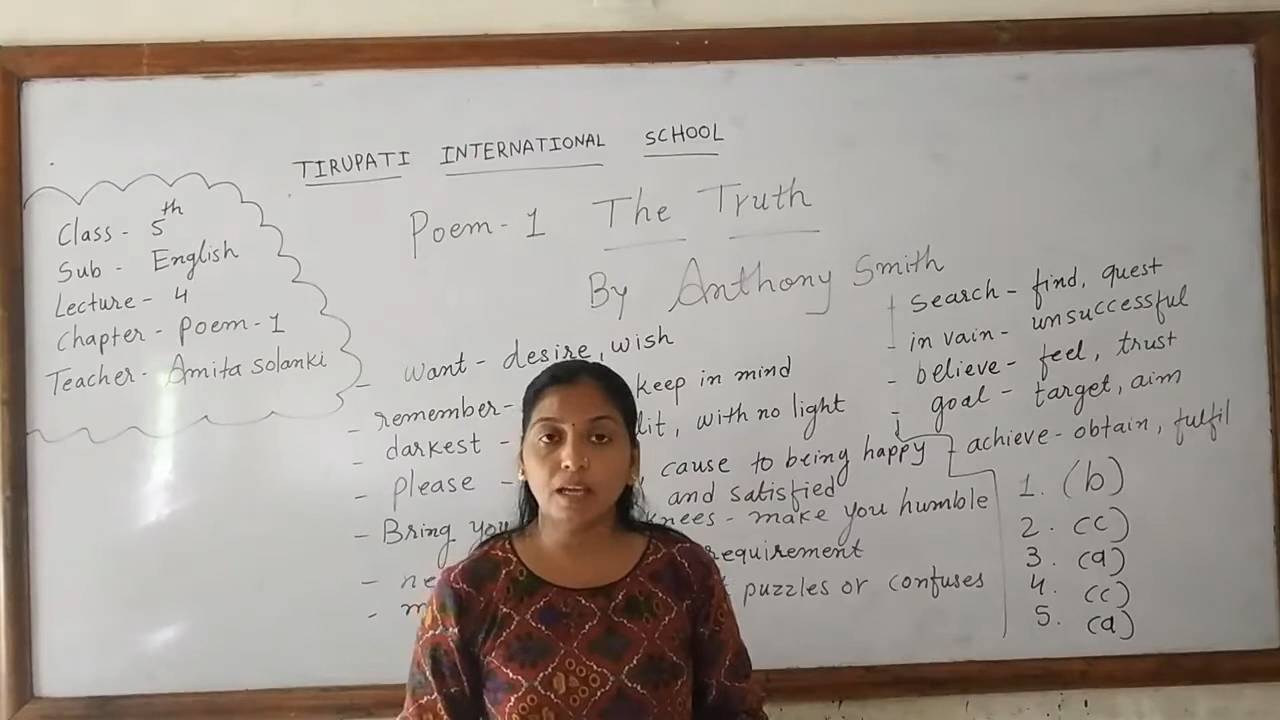 TIRUPATI INTERNATIONAL SCHOOL
Class - 5th
Sub - English
Lecture - 4
Chapter - Poem - 1
Teacher - Amita Solanki
Poem - 1 The Truth
By Anthony Smith
- want - desire, wish
- remember - keep in mind
- darkest - lit, with no light
- please - cause to being happy
and satisfied
- Bring you knees - make you humble
- requirement
- puzzles or confuses
- search - find, quest
- in vain - unsuccessful
- believe - feel, trust
- goal - target, aim
- achieve - obtain, fulfil
1. (b)
2. (c)
3. (a)
4. (c)
5. (a)